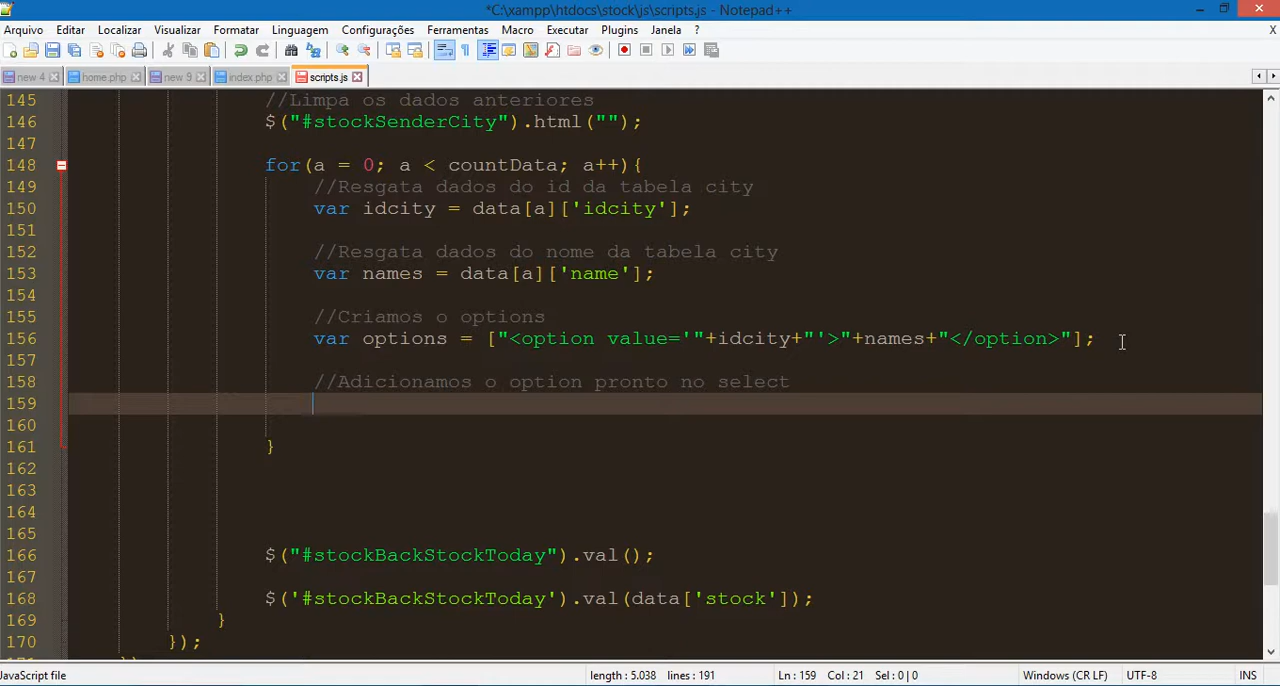 *C:\xampp\htdocs\stock\js\scripts.js - Notepad++
Arquivo Editar Localizar Visualizar Formatar Linguagem Configurações Ferramentas Macro Executar Plugins Janela ? X
new 4 home.php new 9 index.php scripts.js
145 //Limpa os dados anteriores
146 $("#stockSenderCity").html("");
147
148 for(a = 0; a < countData; a++){
149 //Resgata dados do id da tabela city
150 var idcity = data[a]['idcity'];
151
152 //Resgata dados do nome da tabela city
153 var names = data[a]['name'];
154
155 //Criamos o options
156 var options = ["<option value='"+idcity+"'>"+names+"</option>"];
157
158 //Adicionamos o option pronto no select
159
160
161 }
162
163
164
165
166 $("#stockBackStockToday").val();
167
168 $('#stockBackStockToday').val(data['stock']);
169 }
170 });
171 });
JavaScript file length : 5.038 lines : 191 Ln : 159 Col : 21 Sel : 0 | 0 Windows (CR LF) UTF-8 INS